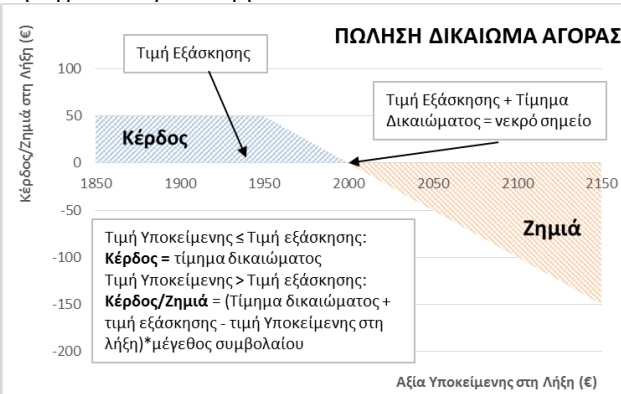 ΠΩΛΗΣΗ ΔΙΚΑΙΩΜΑ ΑΓΟΡΑΣ
Κέρδος/Ζημιά στη Λήξη (€)
100
50
0
-50
-100
-150
-200
Τιμή Εξάσκησης
Τιμή Εξάσκησης + Τίμημα
Δικαιώματος = νεκρό σημείο
Κέρδος
1850 1900 1950 2000 2050 2100 2150
Ζημιά
Τιμή Υποκείμενης ≤ Τιμή εξάσκησης:
Κέρδος = τίμημα δικαιώματος
Τιμή Υποκείμενης > Τιμή εξάσκησης:
Κέρδος/Ζημιά = (Τίμημα δικαιώματος +
τιμή εξάσκησης - τιμή Υποκείμενης στη
λήξη)*μέγεθος συμβολαίου
Αξία Υποκείμενης στη Λήξη (€)